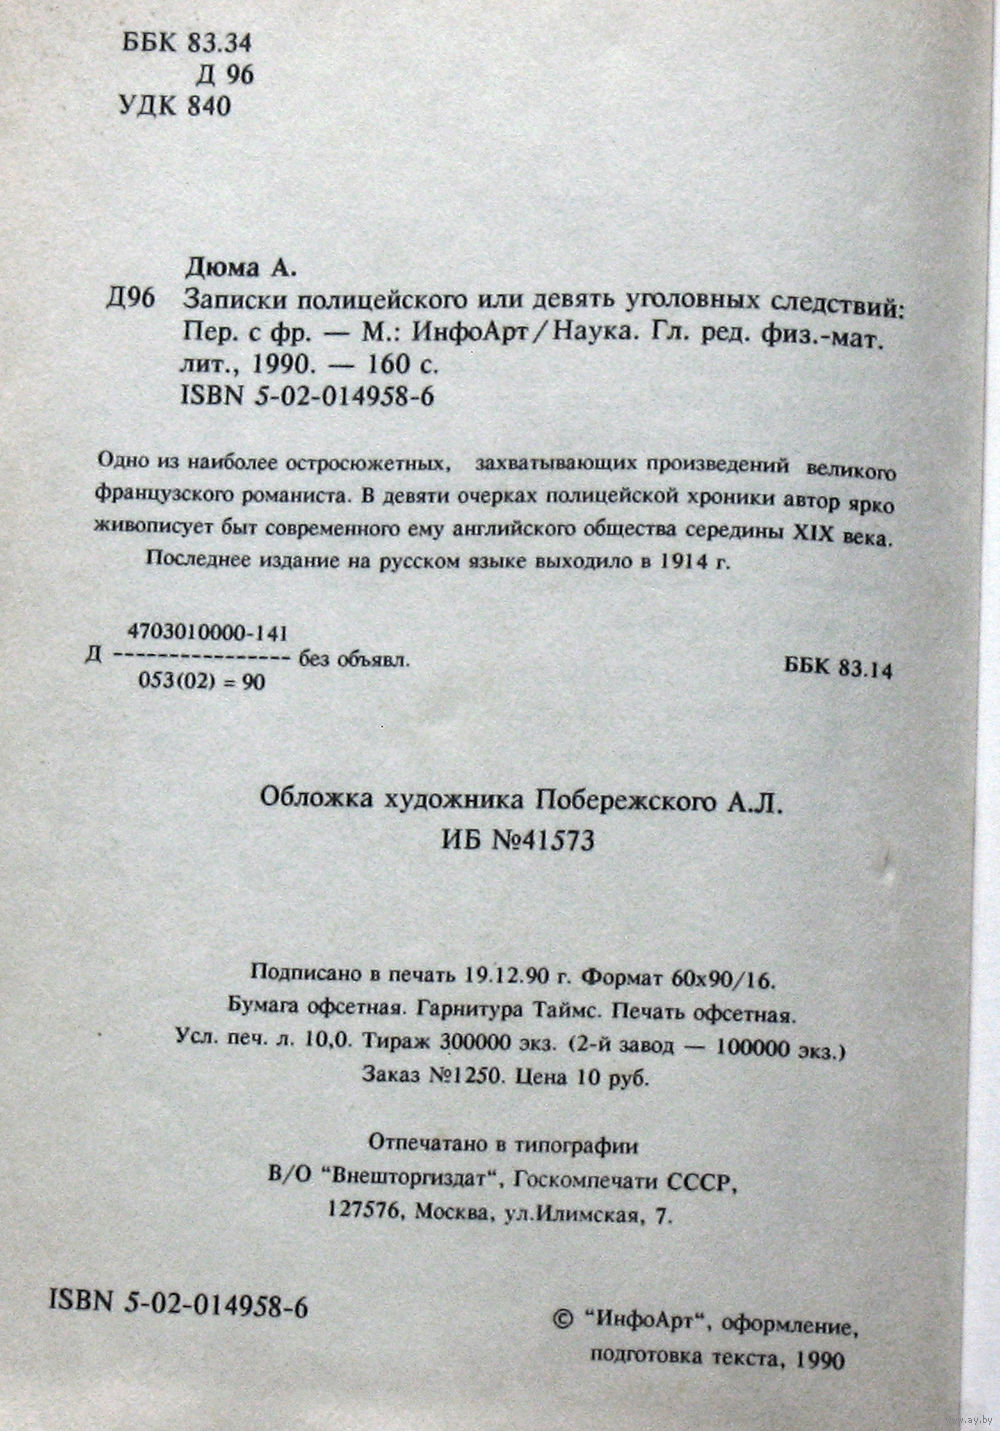 ББК 83.34
Д 96
УДК 840
Дюма А.
Д96 Записки полицейского или девять уголовных следствий:
Пер. с фр. — М.: ИнфоАрт/Наука. Гл. ред. физ.-мат.
лит., 1990. — 160 с.
ISBN 5-02-014958-6
Одно из наиболее остросюжетных, захватывающих произведений великого
французского романиста. В девяти очерках полицейской хроники автор ярко
живописует быт современного ему английского общества середины XIX века.
Последнее издание на русском языке выходило в 1914 г.
4703010000-141
Д ---------------- без объявл.
053(02) = 90
ББК 83.14
Обложка художника Побережского А.Л.
ИБ №41573
Подписано в печать 19.12.90 г. Формат 60х90/16.
Бумага офсетная. Гарнитура Таймс. Печать офсетная.
Усл. печ. л. 10,0. Тираж 300000 экз. (2-й завод — 100000 экз.)
Заказ №1250. Цена 10 руб.
Отпечатано в типографии
В/О "Внешторгиздат“, Госкомпечати СССР,
127576, Москва, ул.Илимская, 7.
ISBN 5-02-014958-6
© "ИнфоАрт“, оформление,
подготовка текста, 1990
www.ay.by